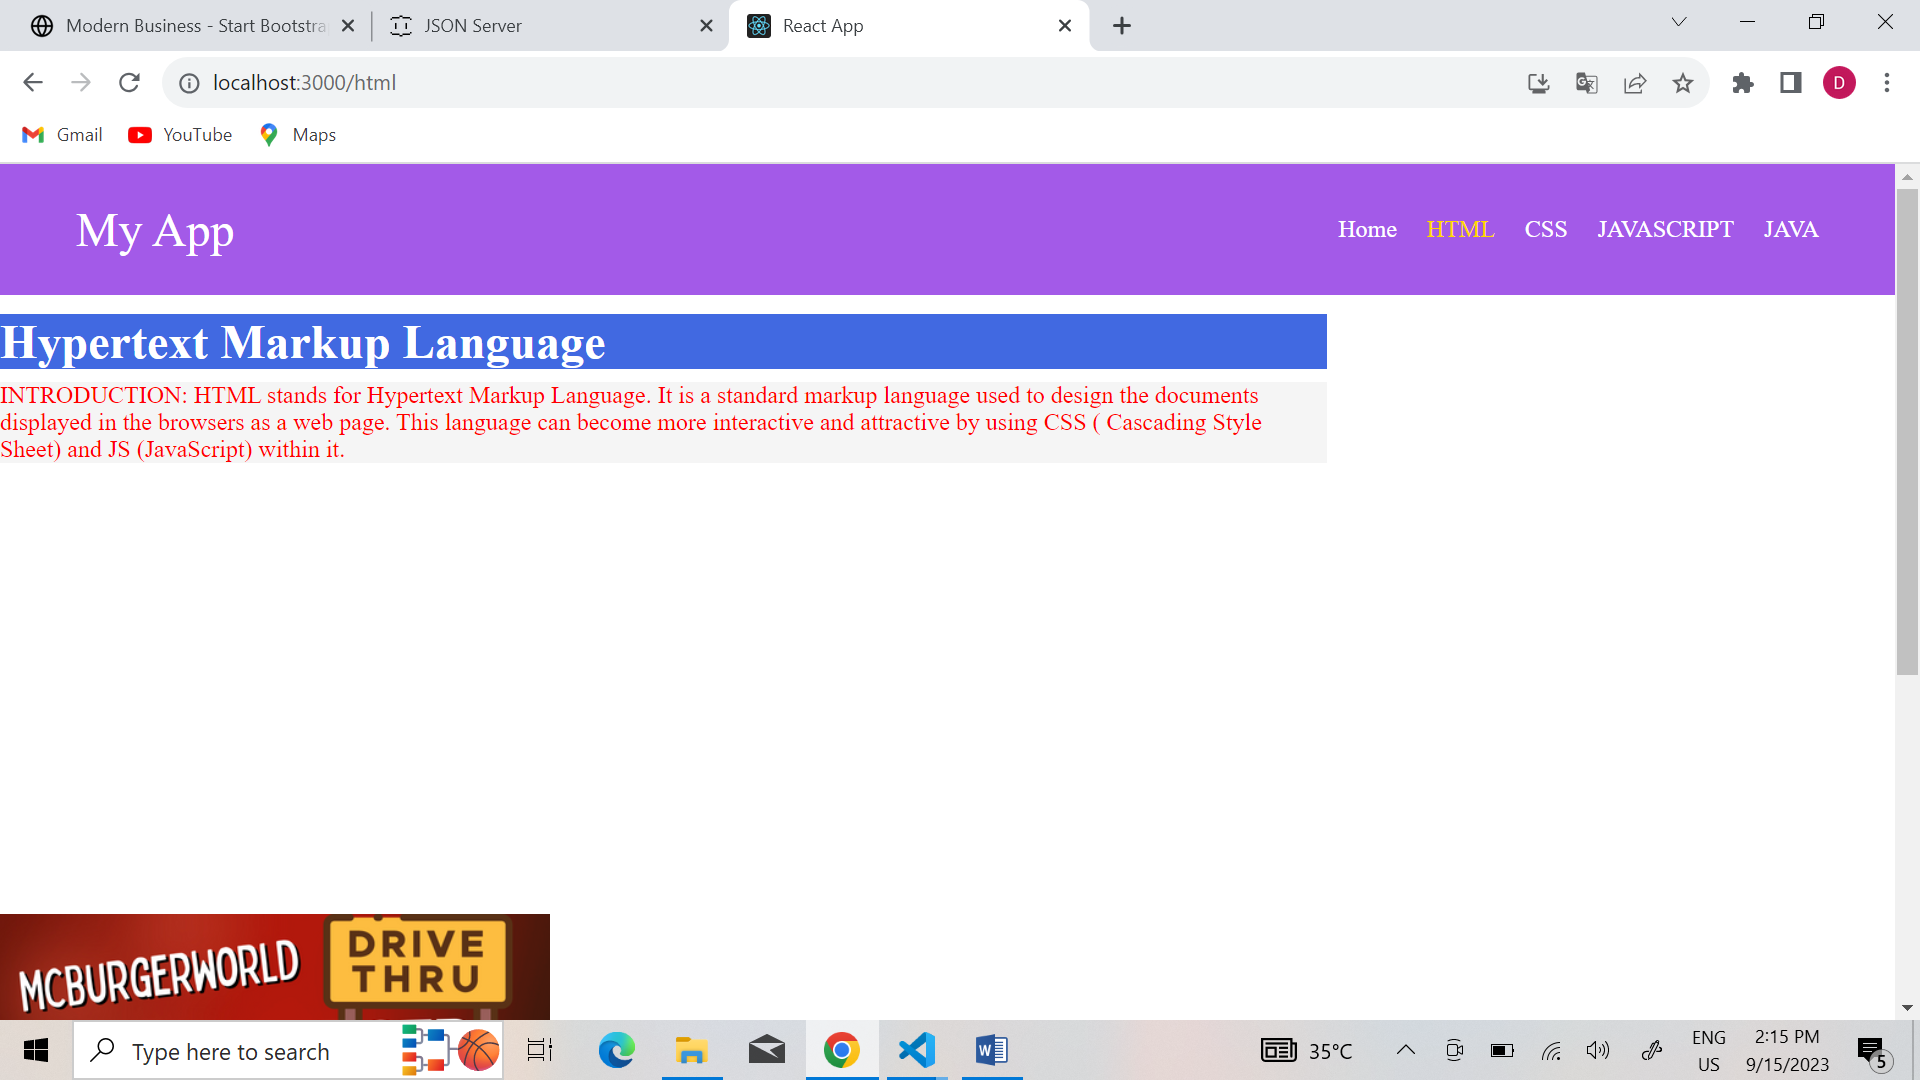 Modern Business - Start Bootstra
JSON Server
React App
localhost:3000/html
D
Gmail
YouTube
Maps
My App
Home
HTML
CSS
JAVASCRIPT
JAVA
Hypertext Markup Language
INTRODUCTION: HTML stands for Hypertext Markup Language. It is a standard markup language used to design the documents
displayed in the browsers as a web page. This language can become more interactive and attractive by using CSS ( Cascading Style
Sheet) and JS (JavaScript) within it.
MCBURGERWORLD
DRIVE
THRU
Type here to search
35°C
ENG
US
2:15 PM
9/15/2023
5